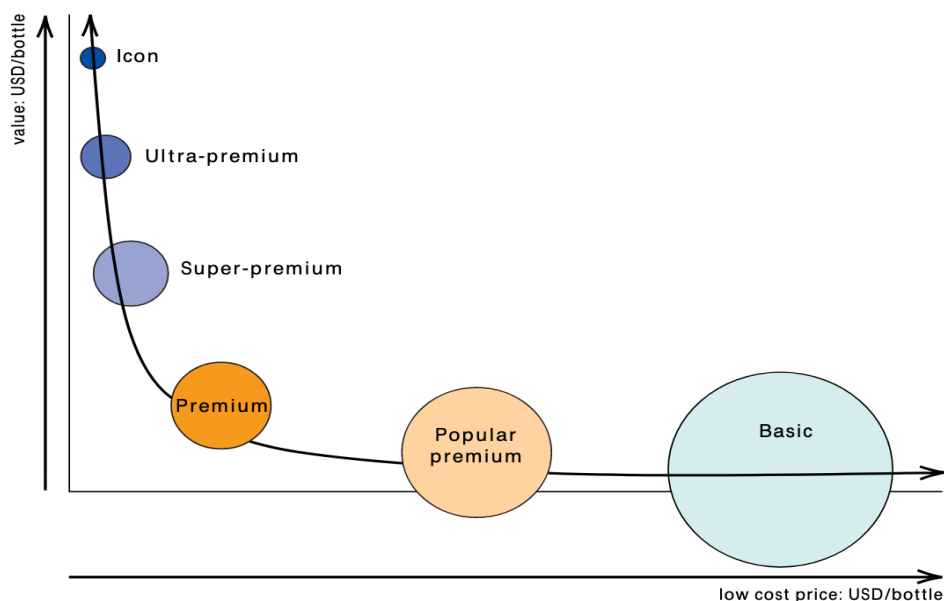 value: USD/bottle
Icon
Ultra-premium
Super-premium
Premium
Popular
premium
Basic
low cost price: USD/bottle